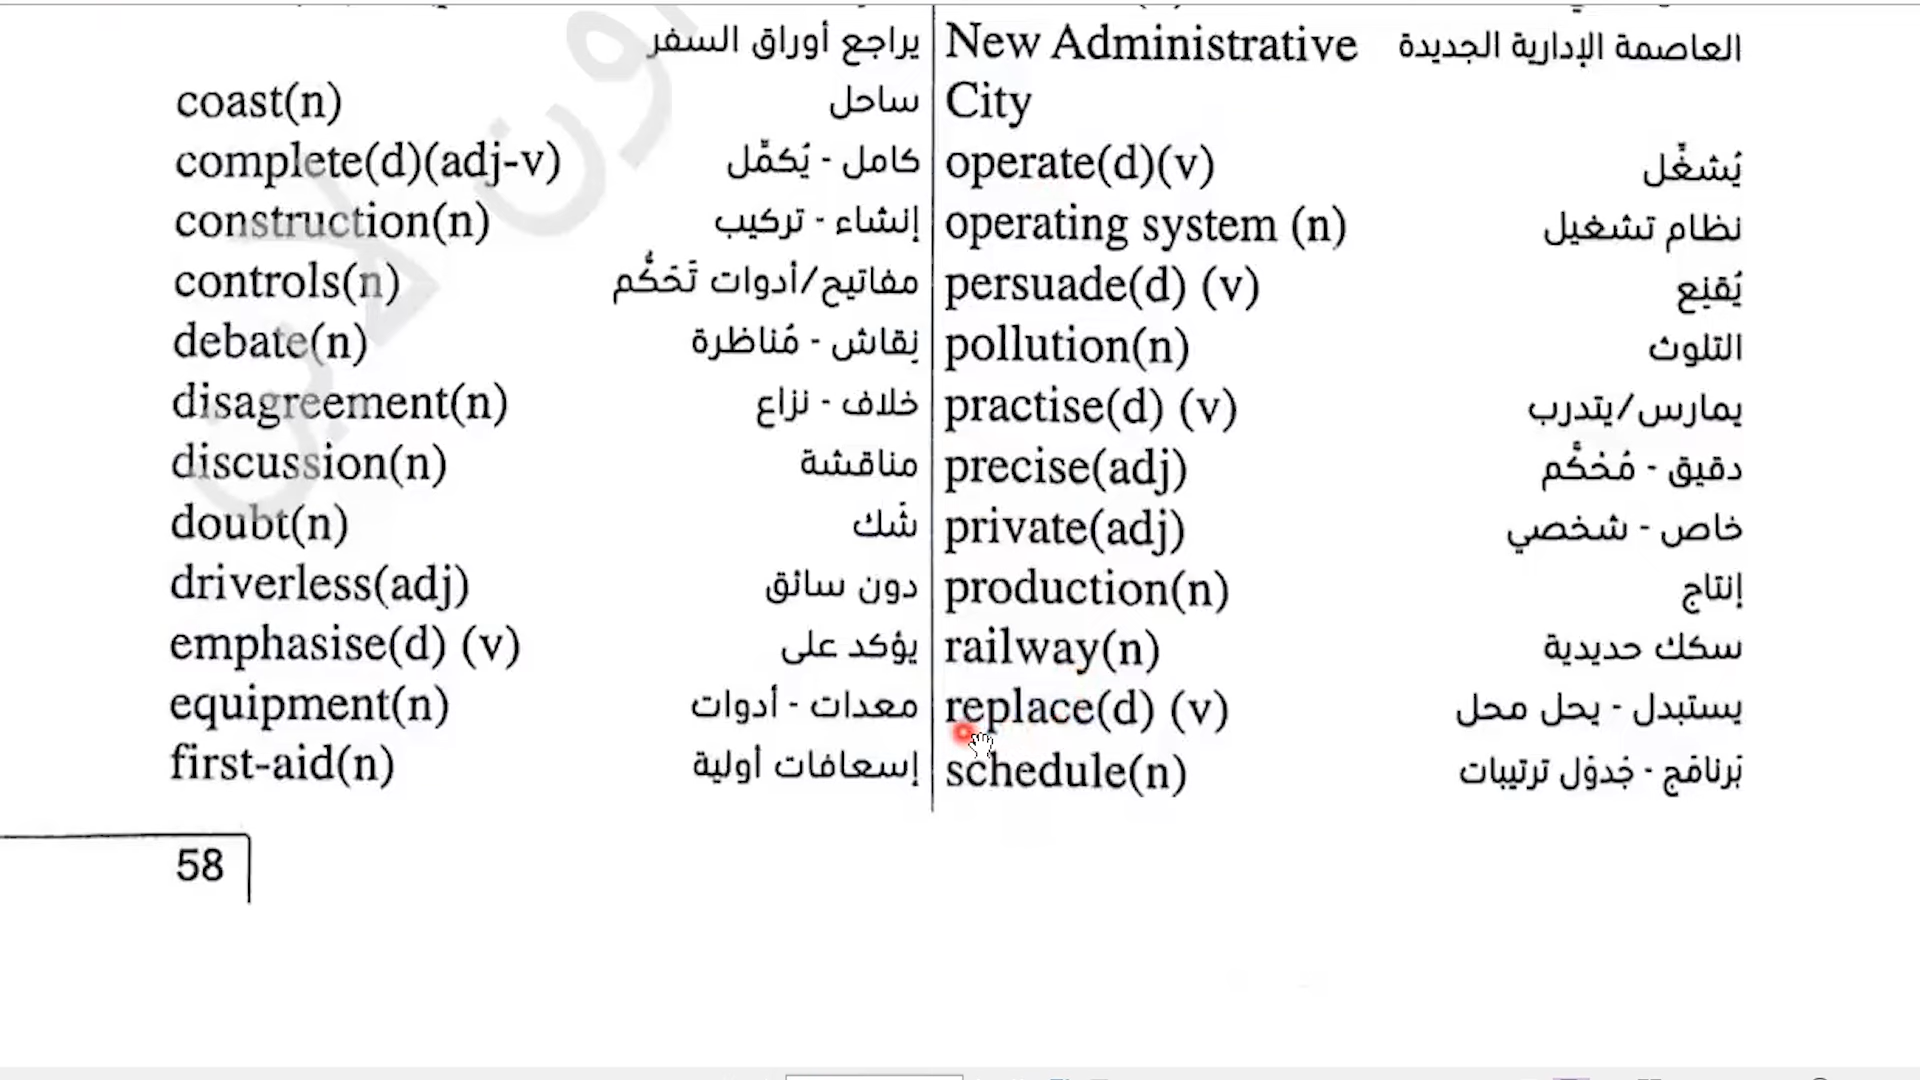 يراجع أوراق السفر
coast(n) ساحل
complete(d)(adj-v) كامل - يُكمِّل
construction(n) إنشاء - تركيب
controls(n) مفاتيح/أدوات تَحَكُّم
debate(n) نِقاش - مُناظرة
disagreement(n) خلاف - نزاع
discussion(n) مناقشة
doubt(n) شَك
driverless(adj) دون سائق
emphasise(d) (v) يؤكد على
equipment(n) معدات - أدوات
first-aid(n) إسعافات أولية
New Administrative العاصمة الإدارية الجديدة
City
operate(d)(v) يُشغِّل
operating system (n) نظام تشغيل
persuade(d) (v) يُقنِع
pollution(n) التلوث
practise(d) (v) يمارس/يتدرب
precise(adj) دقيق - مُحْكَم
private(adj) خاص - شخصي
production(n) إنتاج
railway(n) سكك حديدية
replace(d) (v) يستبدل - يحل محل
schedule(n) بَرنامَج - جَدوَل ترتيبات
58